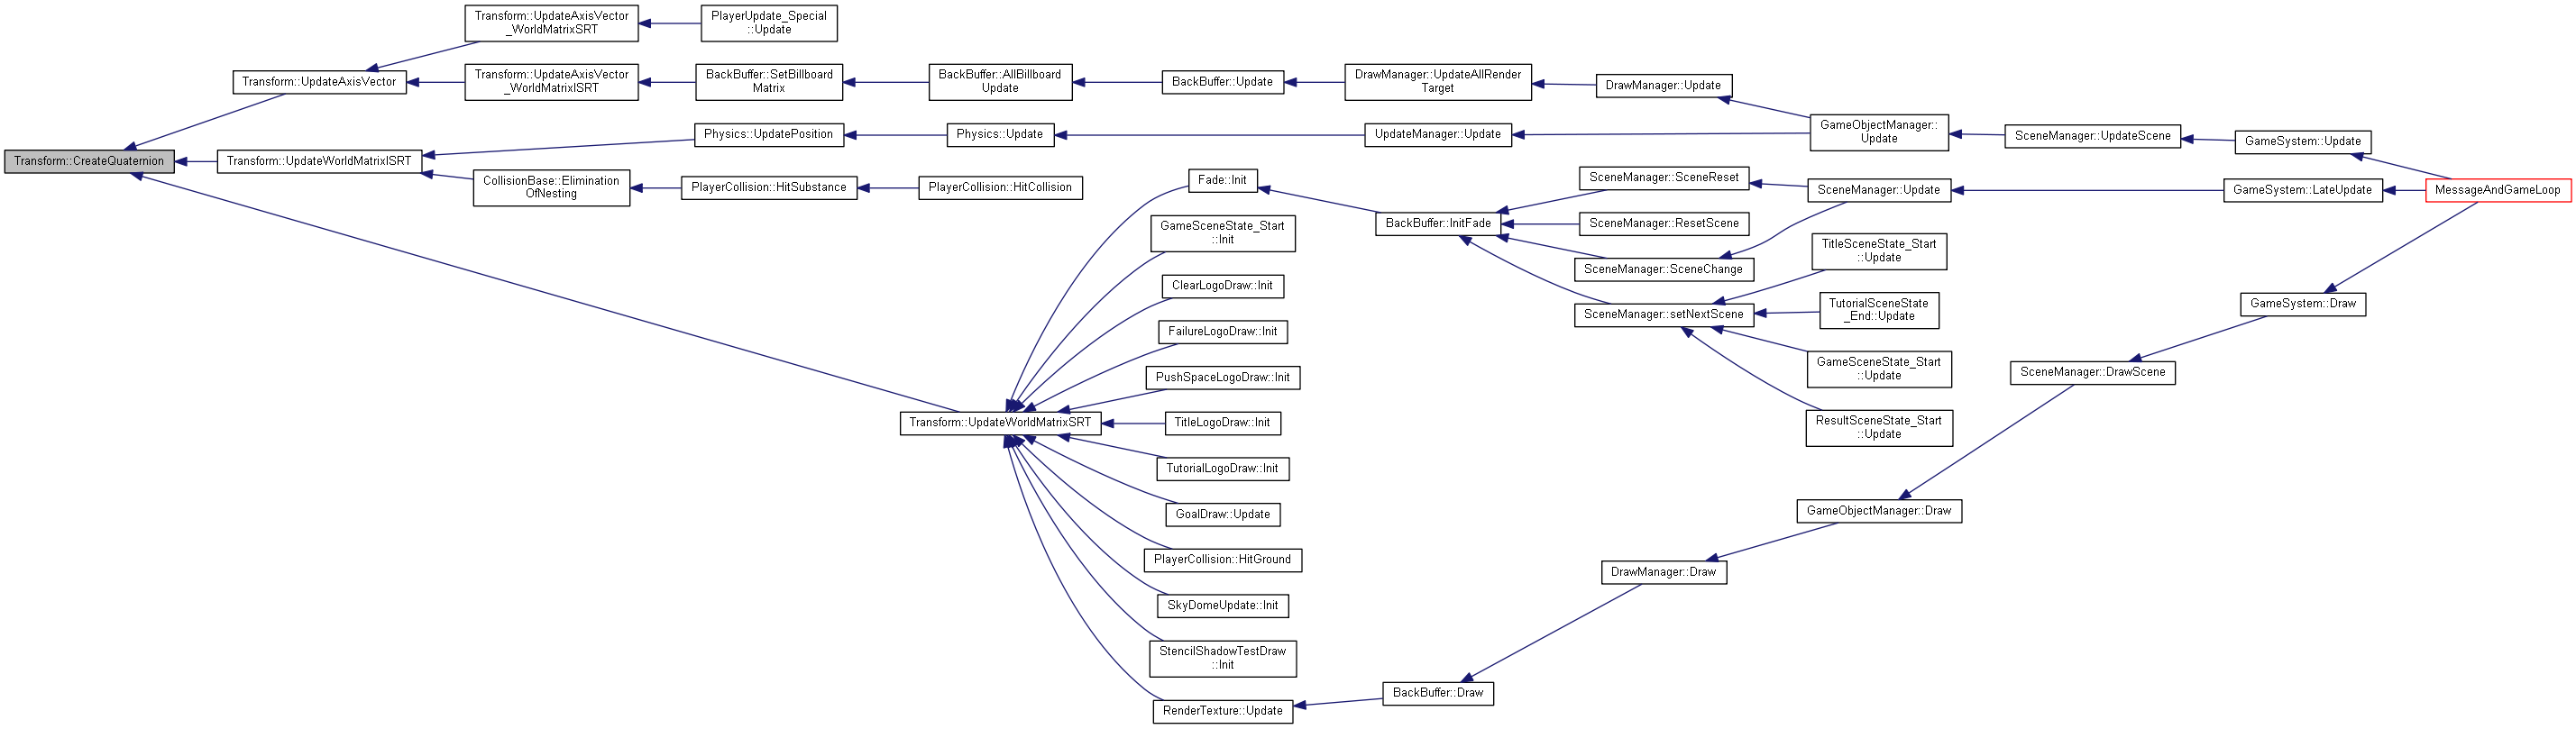 Transform::CreateQuaternion
Transform::UpdateAxisVector
Transform::UpdateAxisVector
_WorldMatrixSRT
PlayerUpdate_Special
::Update
Transform::UpdateAxisVector
_WorldMatrixISRT
BackBuffer::SetBillboard
Matrix
BackBuffer::AllBillboard
Update
BackBuffer::Update
DrawManager::UpdateAllRender
Target
DrawManager::Update
GameObjectManager::
Update
SceneManager::UpdateScene
GameSystem::Update
MessageAndGameLoop
Transform::UpdateWorldMatrixISRT
Physics::UpdatePosition
Physics::Update
UpdateManager::Update
CollisionBase::Elimination
OfNesting
PlayerCollision::HitSubstance
PlayerCollision::HitCollision
Transform::UpdateWorldMatrixSRT
Fade::Init
BackBuffer::InitFade
SceneManager::SceneReset
SceneManager::Update
GameSystem::LateUpdate
SceneManager::ResetScene
SceneManager::SceneChange
SceneManager::setNextScene
TitleSceneState_Start
::Update
TutorialSceneState
_End::Update
GameSceneState_Start
::Update
ResultSceneState_Start
::Update
GameSceneState_Start
::Init
ClearLogoDraw::Init
FailureLogoDraw::Init
PushSpaceLogoDraw::Init
TitleLogoDraw::Init
TutorialLogoDraw::Init
GoalDraw::Update
PlayerCollision::HitGround
SkyDomeUpdate::Init
StencilShadowTestDraw
::Init
RenderTexture::Update
BackBuffer::Draw
DrawManager::Draw
GameObjectManager::Draw
SceneManager::DrawScene
GameSystem::Draw